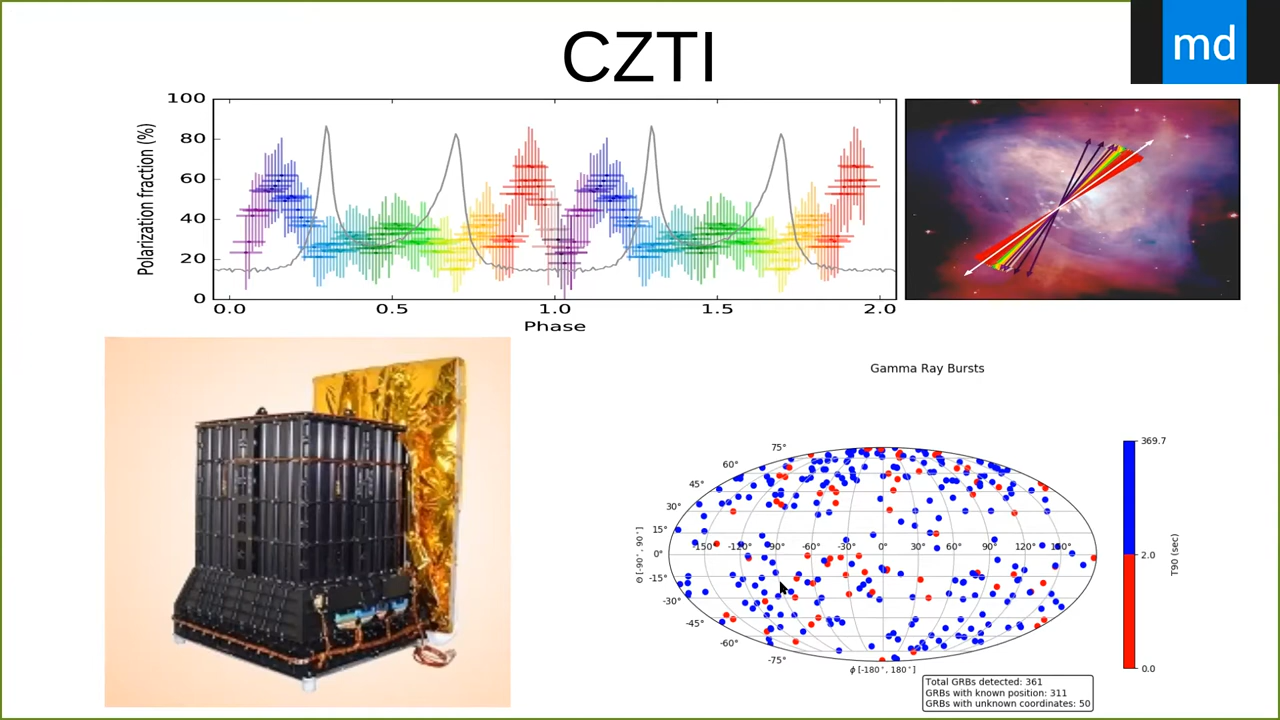 CZTI
md
100
80
60
40
20
0
Polarization fraction (%)
0.0 0.5 1.0 1.5 2.0
Phase
Gamma Ray Bursts
75°
60°
45°
30°
15°
0°
-15°
-30°
-45°
-60°
-75°
Θ [-90°, 90°]
-150° -120° -90° -60° -30° 0° 30° 60° 90° 120° 150°
ϕ [-180°, 180°]
369.7
2.0
0.0
T90 (sec)
Total GRBs detected: 361
GRBs with known position: 311
GRBs with unknown coordinates: 50